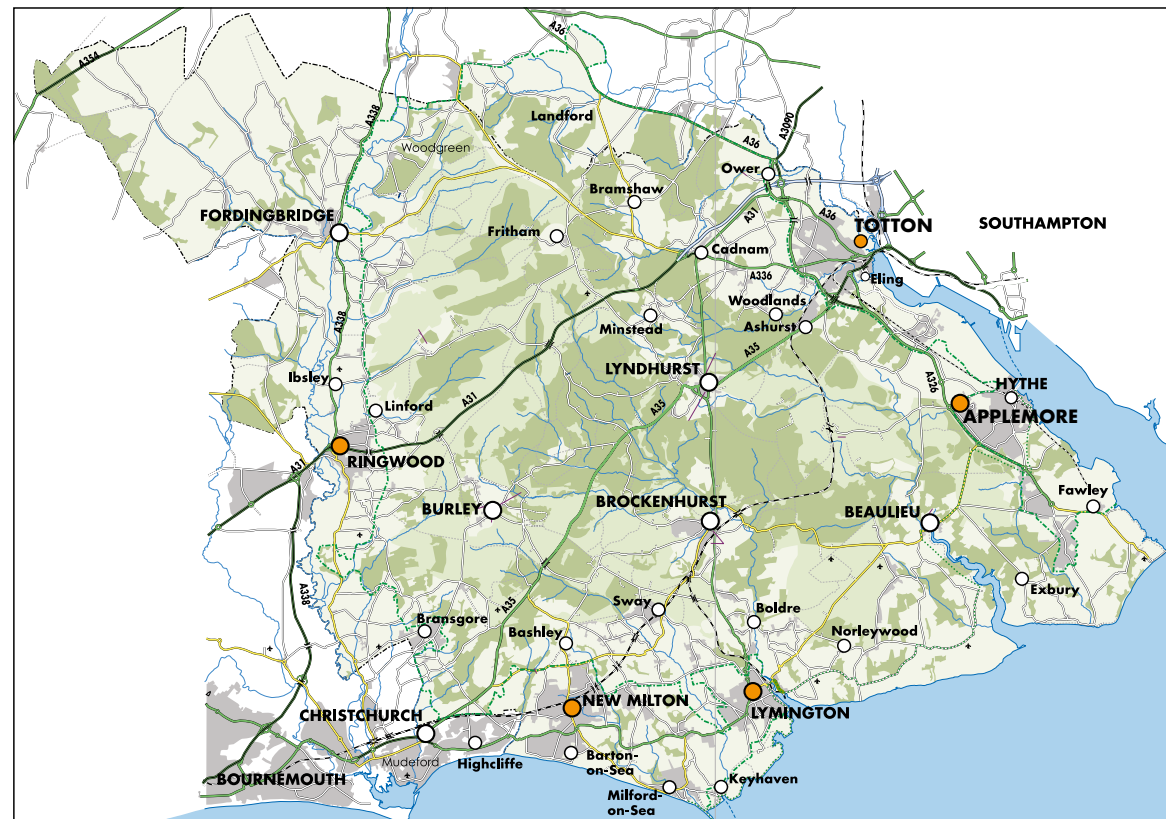 A36
A354
A338
A3090
Landford
Woodgreen
A36
Ower
Bramshaw
FORDINGBRIDGE
A31
A36
TOTTON
SOUTHAMPTON
Fritham
Cadnam
A336
Eling
Woodlands
Minstead
Ashurst
A338
A35
LYNDHURST
Ibsley
A326
HYTHE
Linford
A31
A35
APPLEMORE
RINGWOOD
A31
Fawley
BURLEY
BROCKENHURST
BEAULIEU
A338
Exbury
A35
Sway
Boldre
Bransgore
Bashley
Norleywood
NEW MILTON
LYMINGTON
CHRISTCHURCH
Mudeford
Highcliffe
Barton-
on-Sea
BOURNEMOUTH
Keyhaven
Milford-
on-Sea